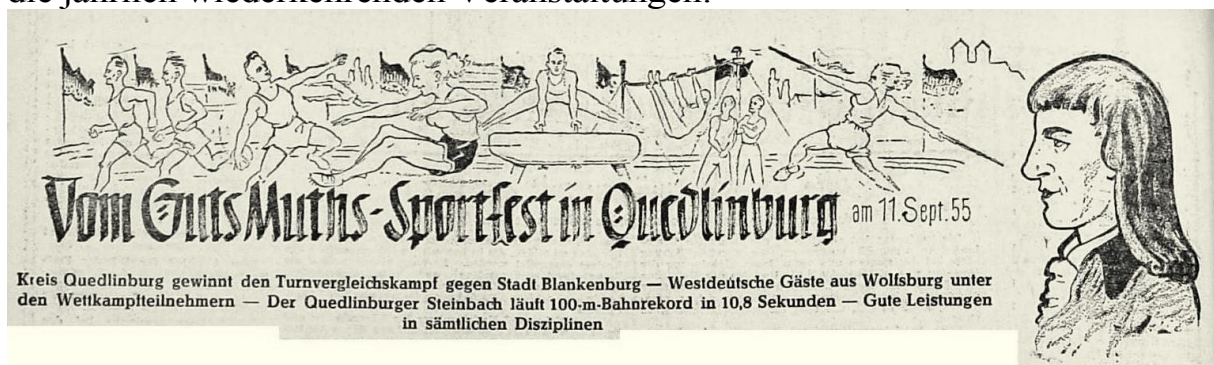 die jährlich wiederkehrenden Veranstaltungen.
Vom GutsMuths-Sportfest in Quedlinburg am 11. Sept. 55
Kreis Quedlinburg gewinnt den Turnvergleichskampf gegen Stadt Blankenburg — Westdeutsche Gäste aus Wolfsburg unter
den Wettkampfteilnehmern — Der Quedlinburger Steinbach läuft 100-m-Bahnrekord in 10,8 Sekunden — Gute Leistungen
in sämtlichen Disziplinen